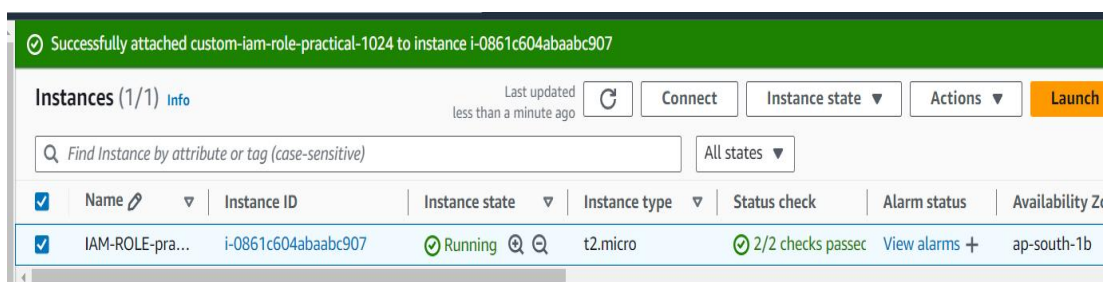 Successfully attached custom-iam-role-practical-1024 to instance i-0861c604abaabc907
Instances (1/1) Info
Last updated
less than a minute ago
Connect
Instance state
Actions
Launch
Find Instance by attribute or tag (case-sensitive)
All states
Name Instance ID Instance state Instance type Status check Alarm status Availability Zo
IAM-ROLE-pra... i-0861c604abaabc907 Running t2.micro 2/2 checks passec View alarms + ap-south-1b